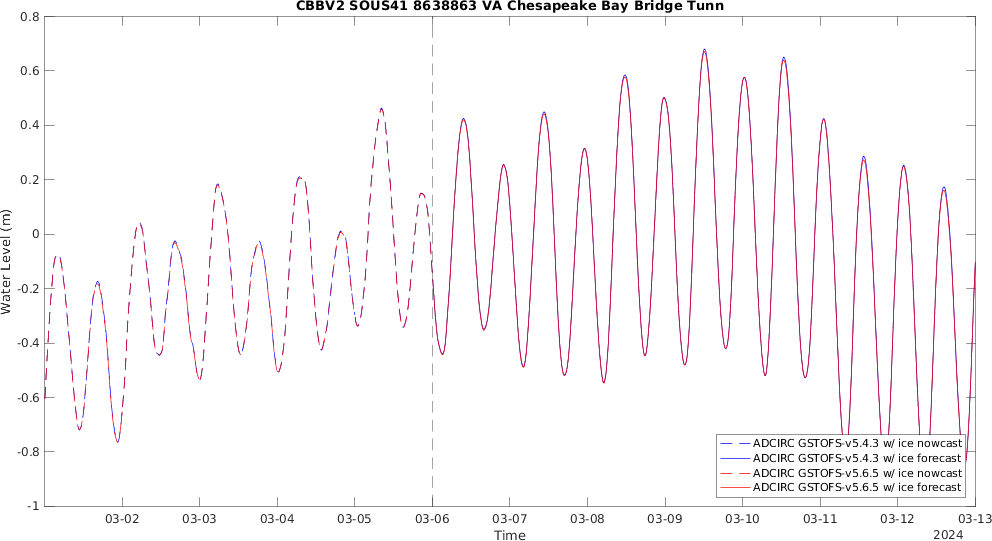 CBBV2 SOUS41 8638863 VA Chesapeake Bay Bridge Tunn
0.8
0.6
0.4
0.2
0
-0.2
-0.4
-0.6
-0.8
-1
Water Level (m)
ADCIRC GSTOFS-v5.4.3 w/ ice nowcast
ADCIRC GSTOFS-v5.4.3 w/ ice forecast
ADCIRC GSTOFS-v5.6.5 w/ ice nowcast
ADCIRC GSTOFS-v5.6.5 w/ ice forecast
03-02 03-03 03-04 03-05 03-06 03-07 03-08 03-09 03-10 03-11 03-12 03-13
Time
2024